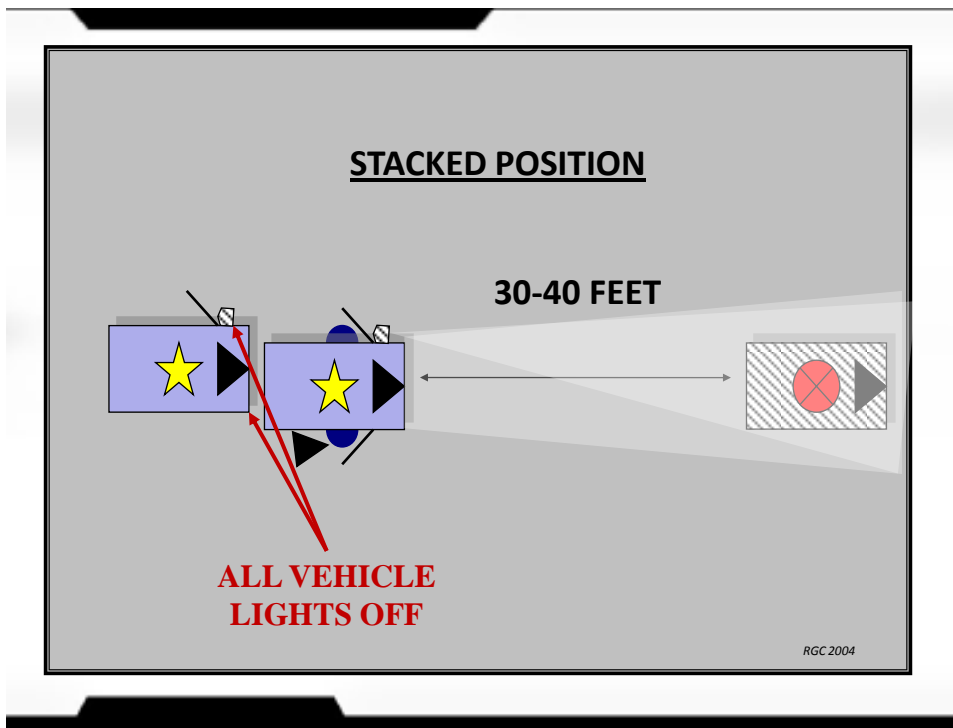 STACKED POSITION
30-40 FEET
ALL VEHICLE
LIGHTS OFF
RGC 2004